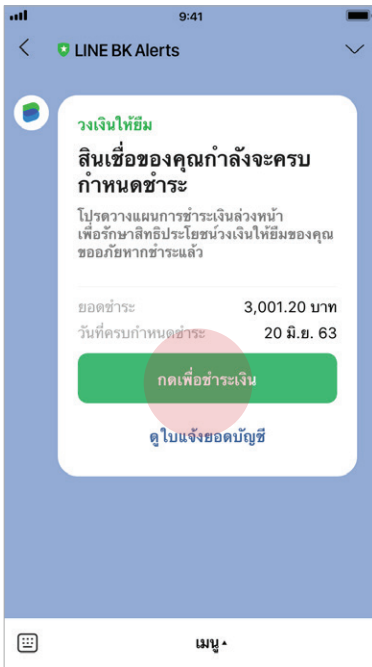 9:41
LINE BK Alerts
วงเงินให้ยืม
สินเชื่อของคุณกำลังจะครบ
กำหนดชำระ
โปรดวางแผนการชำระเงินล่วงหน้า
เพื่อรักษาสิทธิประโยชน์วงเงินให้ยืมของคุณ
ขออภัยหากชำระแล้ว
ยอดชำระ 3,001.20 บาท
วันที่ครบกำหนดชำระ 20 มิ.ย. 63
กดเพื่อชำระเงิน
ดูใบแจ้งยอดบัญชี
เมนู